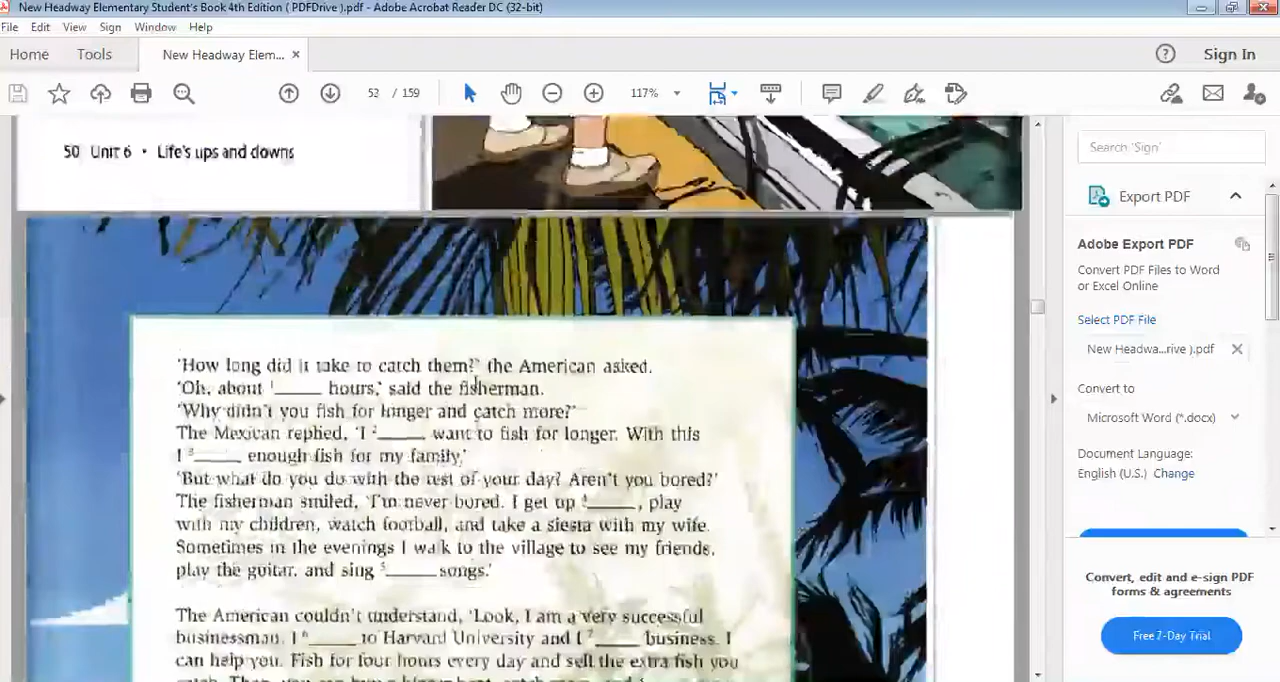 New Headway Elementary Student's Book 4th Edition ( PDFDrive ).pdf - Adobe Acrobat Reader DC (32-bit)
File Edit View Sign Window Help
Home Tools New Headway Elem... × Sign In
52 / 159 117%
Search 'Sign'
50 Unit 6 • Life's ups and downs
Export PDF
Adobe Export PDF
Convert PDF Files to Word
or Excel Online
Select PDF File
New Headwa...rive ).pdf
Convert to
Microsoft Word (*.docx)
Document Language:
English (U.S.) Change
Convert, edit and e-sign PDF
forms & agreements
Free 7-Day Trial
'How long did it take to catch them?' the American asked.
'Oh, about 1_____ hours,' said the fisherman.
'Why didn't you fish for longer and catch more?'
The Mexican replied, 'I 2_____ want to fish for longer. With this
I 3_____ enough fish for my family.'
'But what do you do with the rest of your day? Aren't you bored?'
The fisherman smiled, 'I'm never bored. I get up 4_____, play
with my children, watch football, and take a siesta with my wife.
Sometimes in the evenings I walk to the village to see my friends,
play the guitar, and sing 5_____ songs.'
The American couldn't understand, 'Look, I am a very successful
businessman. I 6_____ to Harvard University and I 7_____ business. I
can help you. Fish for four hours every day and sell the extra fish you